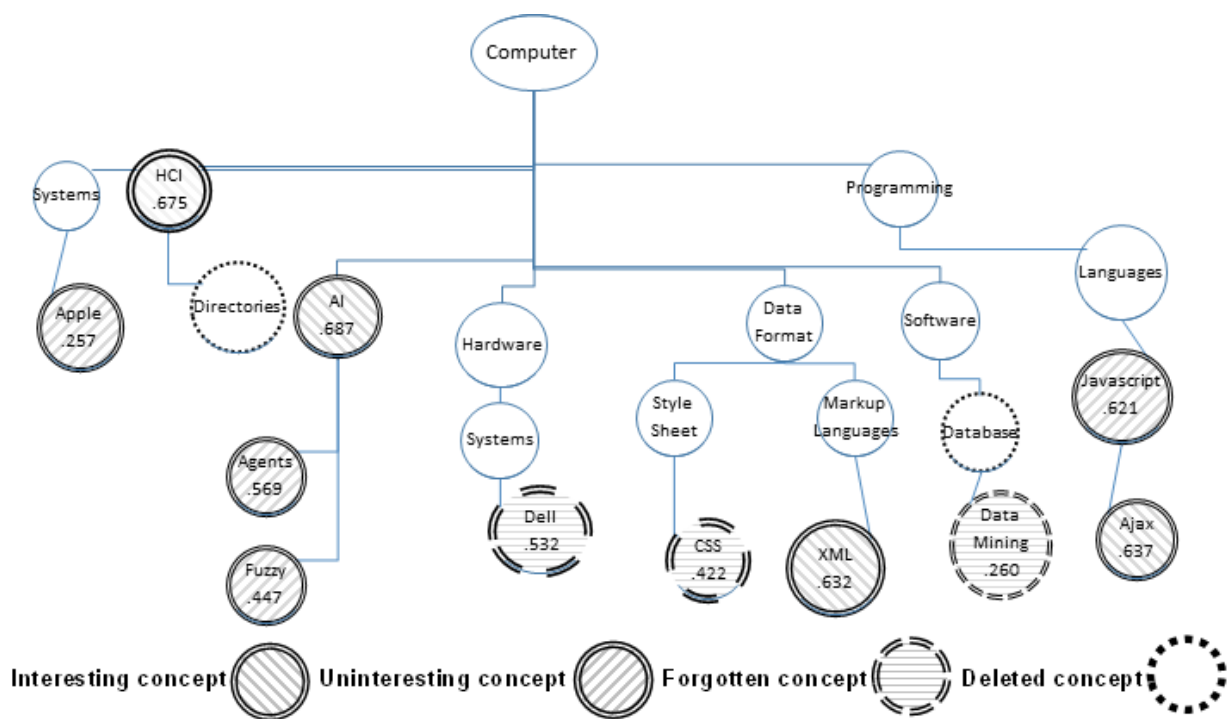 Computer
Systems
HCI
.675
Programming
Languages
Apple
.257
Directories
AI
.687
Hardware
Data
Format
Software
Javascript
.621
Style
Sheet
Markup
Languages
Database
Systems
Agents
.569
Dell
.532
CSS
.422
XML
.632
Data
Mining
.260
Ajax
.637
Fuzzy
.447
Interesting concept
Uninteresting concept
Forgotten concept
Deleted concept